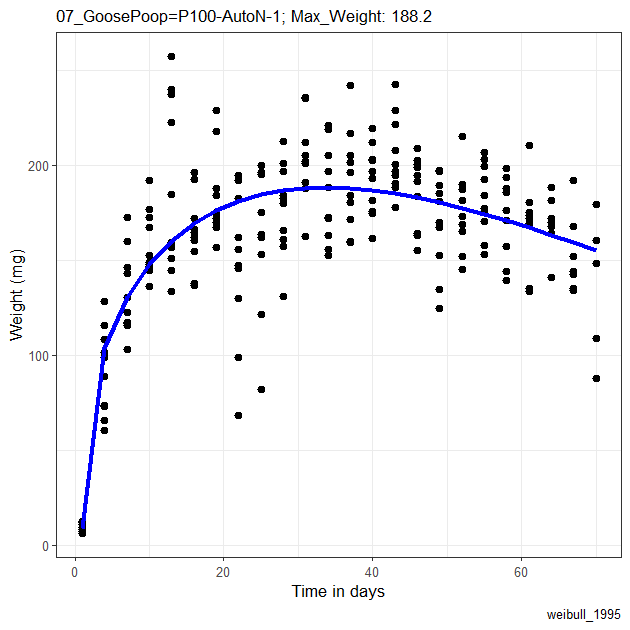 07_GoosePoop=P100-AutoN-1; Max_Weight: 188.2
200
100
0
Weight (mg)
0 20 40 60
Time in days
weibull_1995